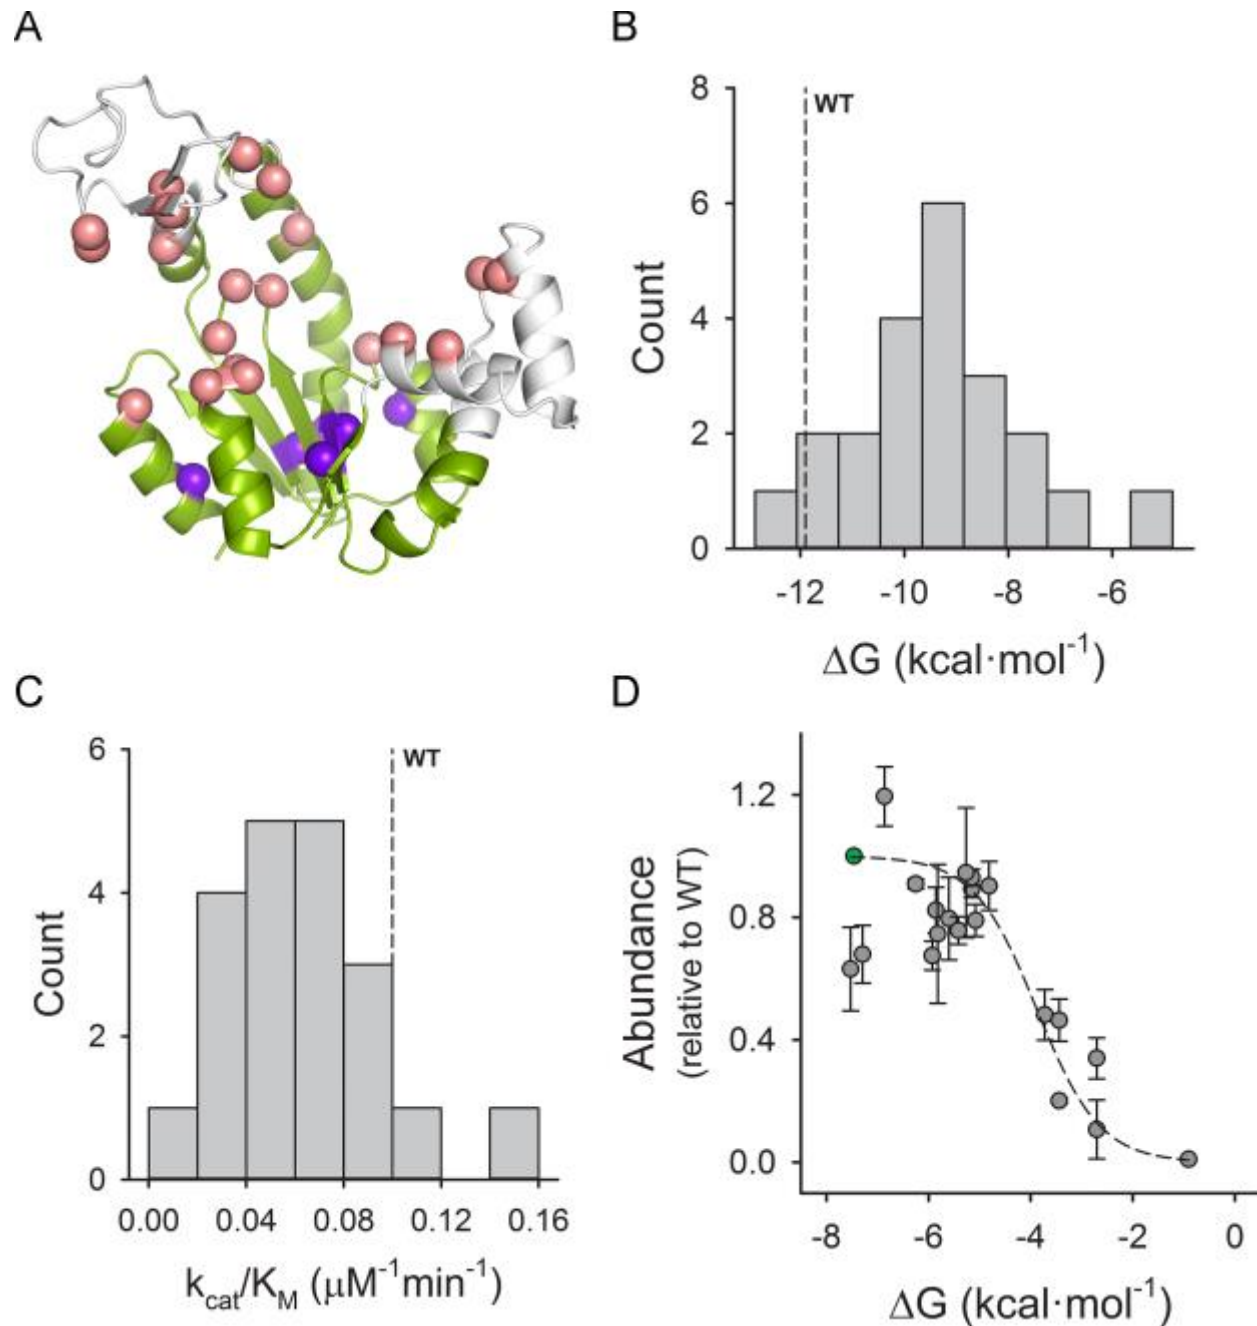 A
B
8
WT
6
Count
4
2
0
-12 -10 -8 -6
ΔG (kcal·mol⁻¹)
C
6
WT
4
Count
2
0
0.00 0.04 0.08 0.12 0.16
k_cat/K_M (μM⁻¹min⁻¹)
D
1.2
Abundance
(relative to WT)
0.8
0.4
0.0
-8 -6 -4 -2 0
ΔG (kcal·mol⁻¹)